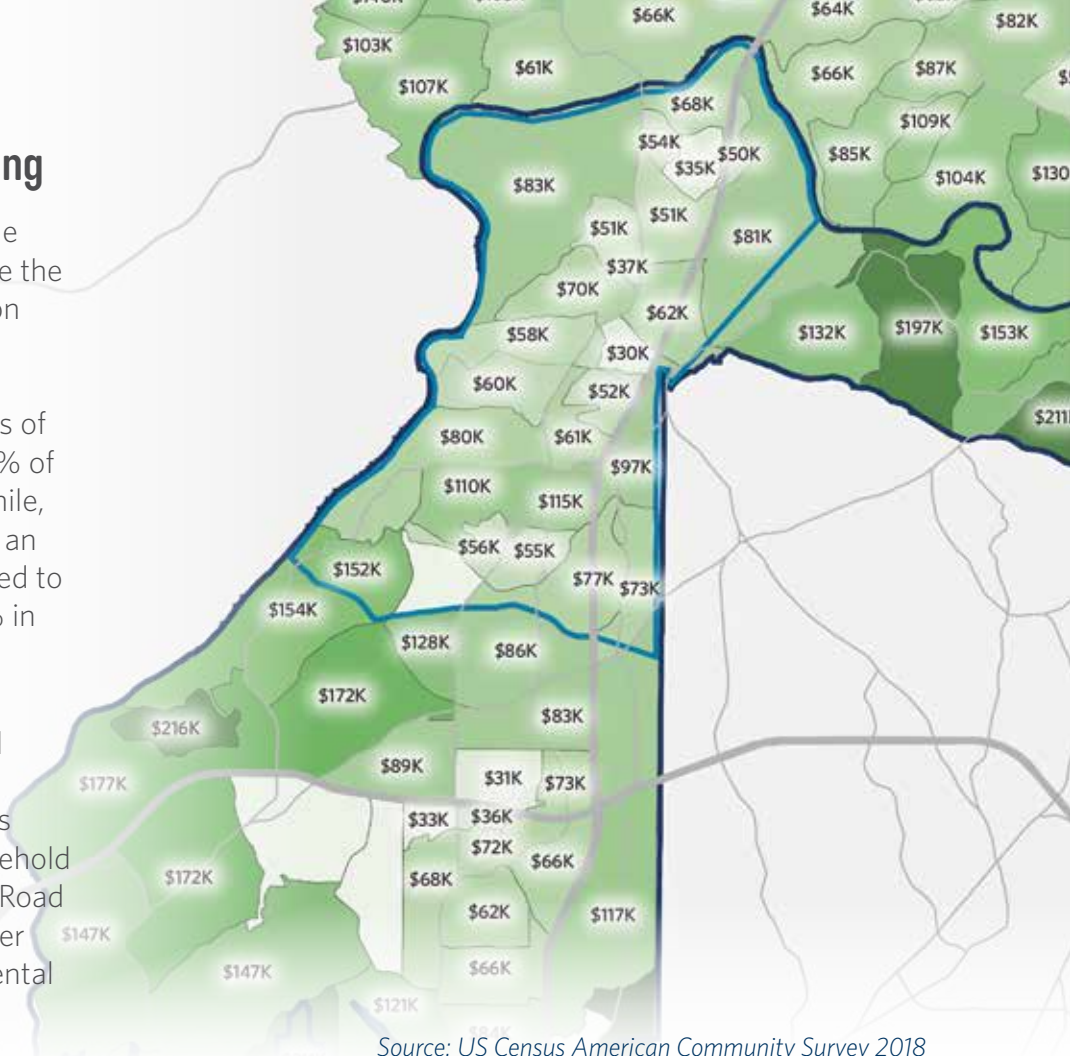 $66K
$64K
$82K
$103K
$61K
$66K
$87K
$107K
$68K
$109K
ng
$54K
$50K
$85K
$35K
$104K
$130
$83K
e
$51K
$51K
$81K
e the
$37K
on
$70K
$62K
$132K
$197K
$153K
$58K
$30K
$60K
$52K
$211
s of
$80K
$61K
% of
$97K
hile,
$110K
$115K
an
$56K
$55K
ed to
$152K
$77K
$73K
% in
$154K
$128K
$86K
$172K
$83K
$216K
$177K
$89K
$31K
$73K
s
$33K
$36K
ehold
$72K
$66K
$172K
$68K
Road
$62K
$117K
er
$147K
$66K
ental
$147K
$121K
Source: US Census American Community Survey 2018